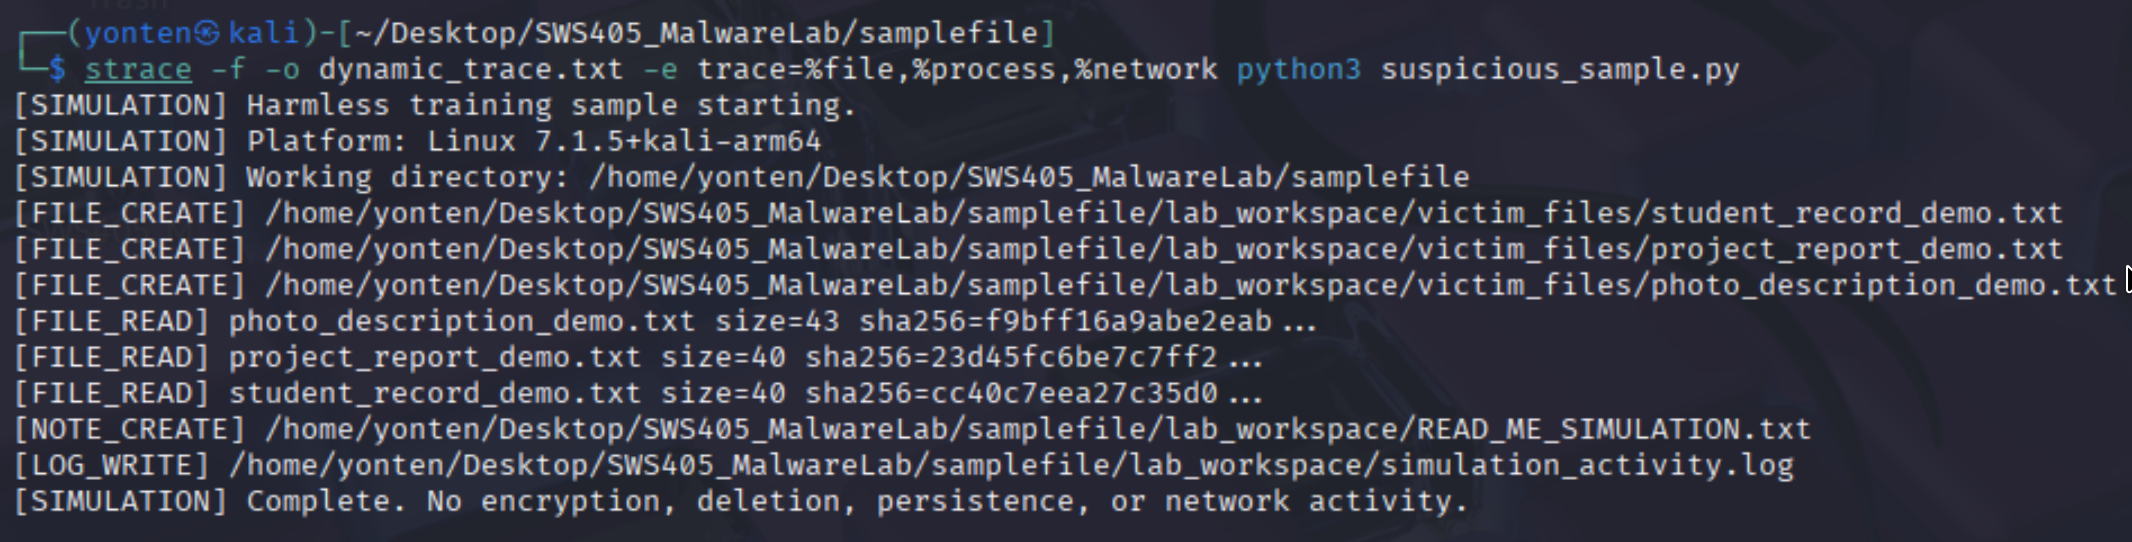 ┌──(yonten㉿kali)-[~/Desktop/SWS405_MalwareLab/samplefile]
└─$ strace -f -o dynamic_trace.txt -e trace=%file,%process,%network python3 suspicious_sample.py
[SIMULATION] Harmless training sample starting.
[SIMULATION] Platform: Linux 7.1.5+kali-arm64
[SIMULATION] Working directory: /home/yonten/Desktop/SWS405_MalwareLab/samplefile
[FILE_CREATE] /home/yonten/Desktop/SWS405_MalwareLab/samplefile/lab_workspace/victim_files/student_record_demo.txt
[FILE_CREATE] /home/yonten/Desktop/SWS405_MalwareLab/samplefile/lab_workspace/victim_files/project_report_demo.txt
[FILE_CREATE] /home/yonten/Desktop/SWS405_MalwareLab/samplefile/lab_workspace/victim_files/photo_description_demo.txt
[FILE_READ] photo_description_demo.txt size=43 sha256=f9bff16a9abe2eab...
[FILE_READ] project_report_demo.txt size=40 sha256=23d45fc6be7c7ff2...
[FILE_READ] student_record_demo.txt size=40 sha256=cc40c7eea27c35d0...
[NOTE_CREATE] /home/yonten/Desktop/SWS405_MalwareLab/samplefile/lab_workspace/READ_ME_SIMULATION.txt
[LOG_WRITE] /home/yonten/Desktop/SWS405_MalwareLab/samplefile/lab_workspace/simulation_activity.log
[SIMULATION] Complete. No encryption, deletion, persistence, or network activity.